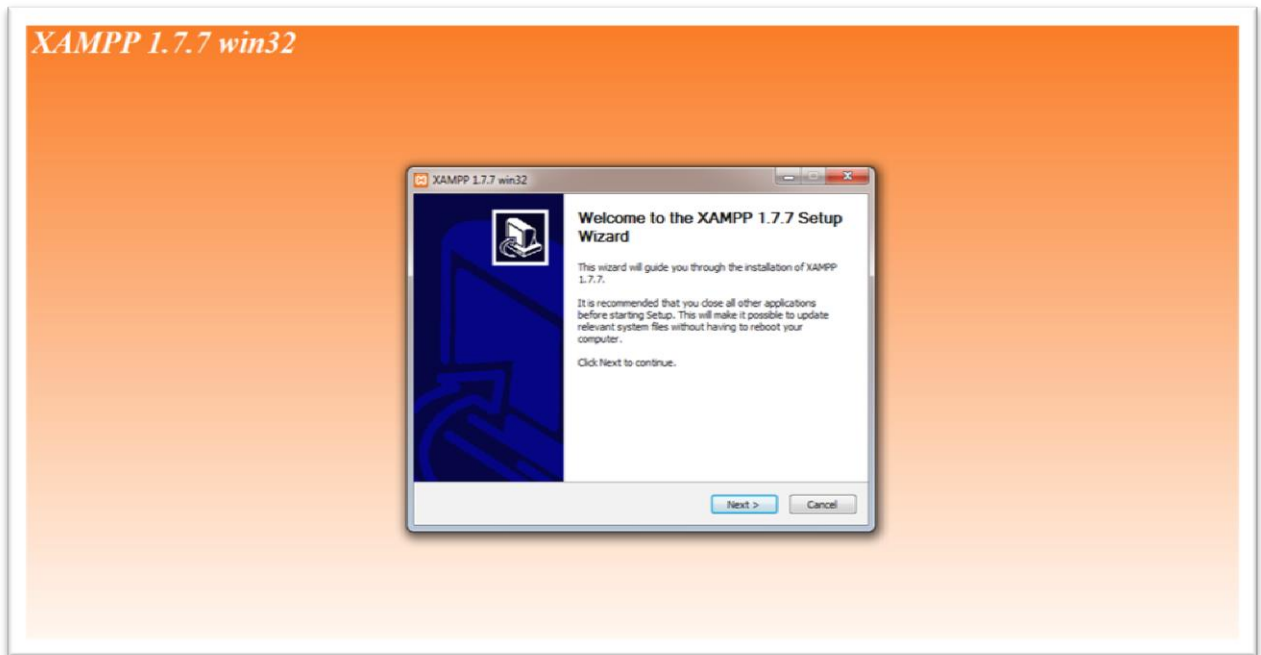 XAMPP 1.7.7 win32
XAMPP 1.7.7 win32
Welcome to the XAMPP 1.7.7 Setup
Wizard
This wizard will guide you through the installation of XAMPP
1.7.7.
It is recommended that you close all other applications
before starting Setup. This will make it possible to update
relevant system files without having to reboot your
computer.
Click Next to continue.
Next >
Cancel